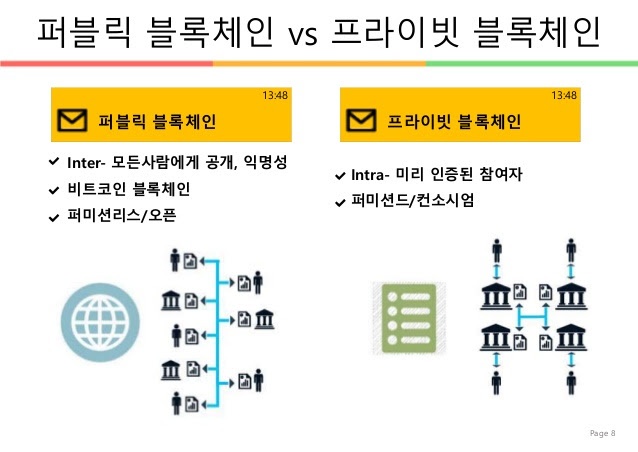 퍼블릭 블록체인 vs 프라이빗 블록체인
13:48
퍼블릭 블록체인
Inter- 모든사람에게 공개, 익명성
비트코인 블록체인
퍼미션리스/오픈
13:48
프라이빗 블록체인
Intra- 미리 인증된 참여자
퍼미션드/컨소시엄
Page 8